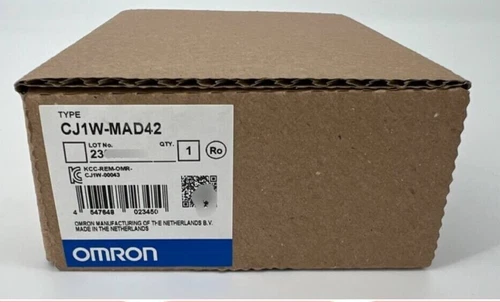 TYPE
CJ1W-MAD42
LOT No. QTY.
23 1 Ro
KCC-REM-OMR-
CJ1W-00043
4 547648 023450
OMRON MANUFACTURING OF THE NETHERLANDS B.V.
MADE IN THE NETHERLANDS
OMRON